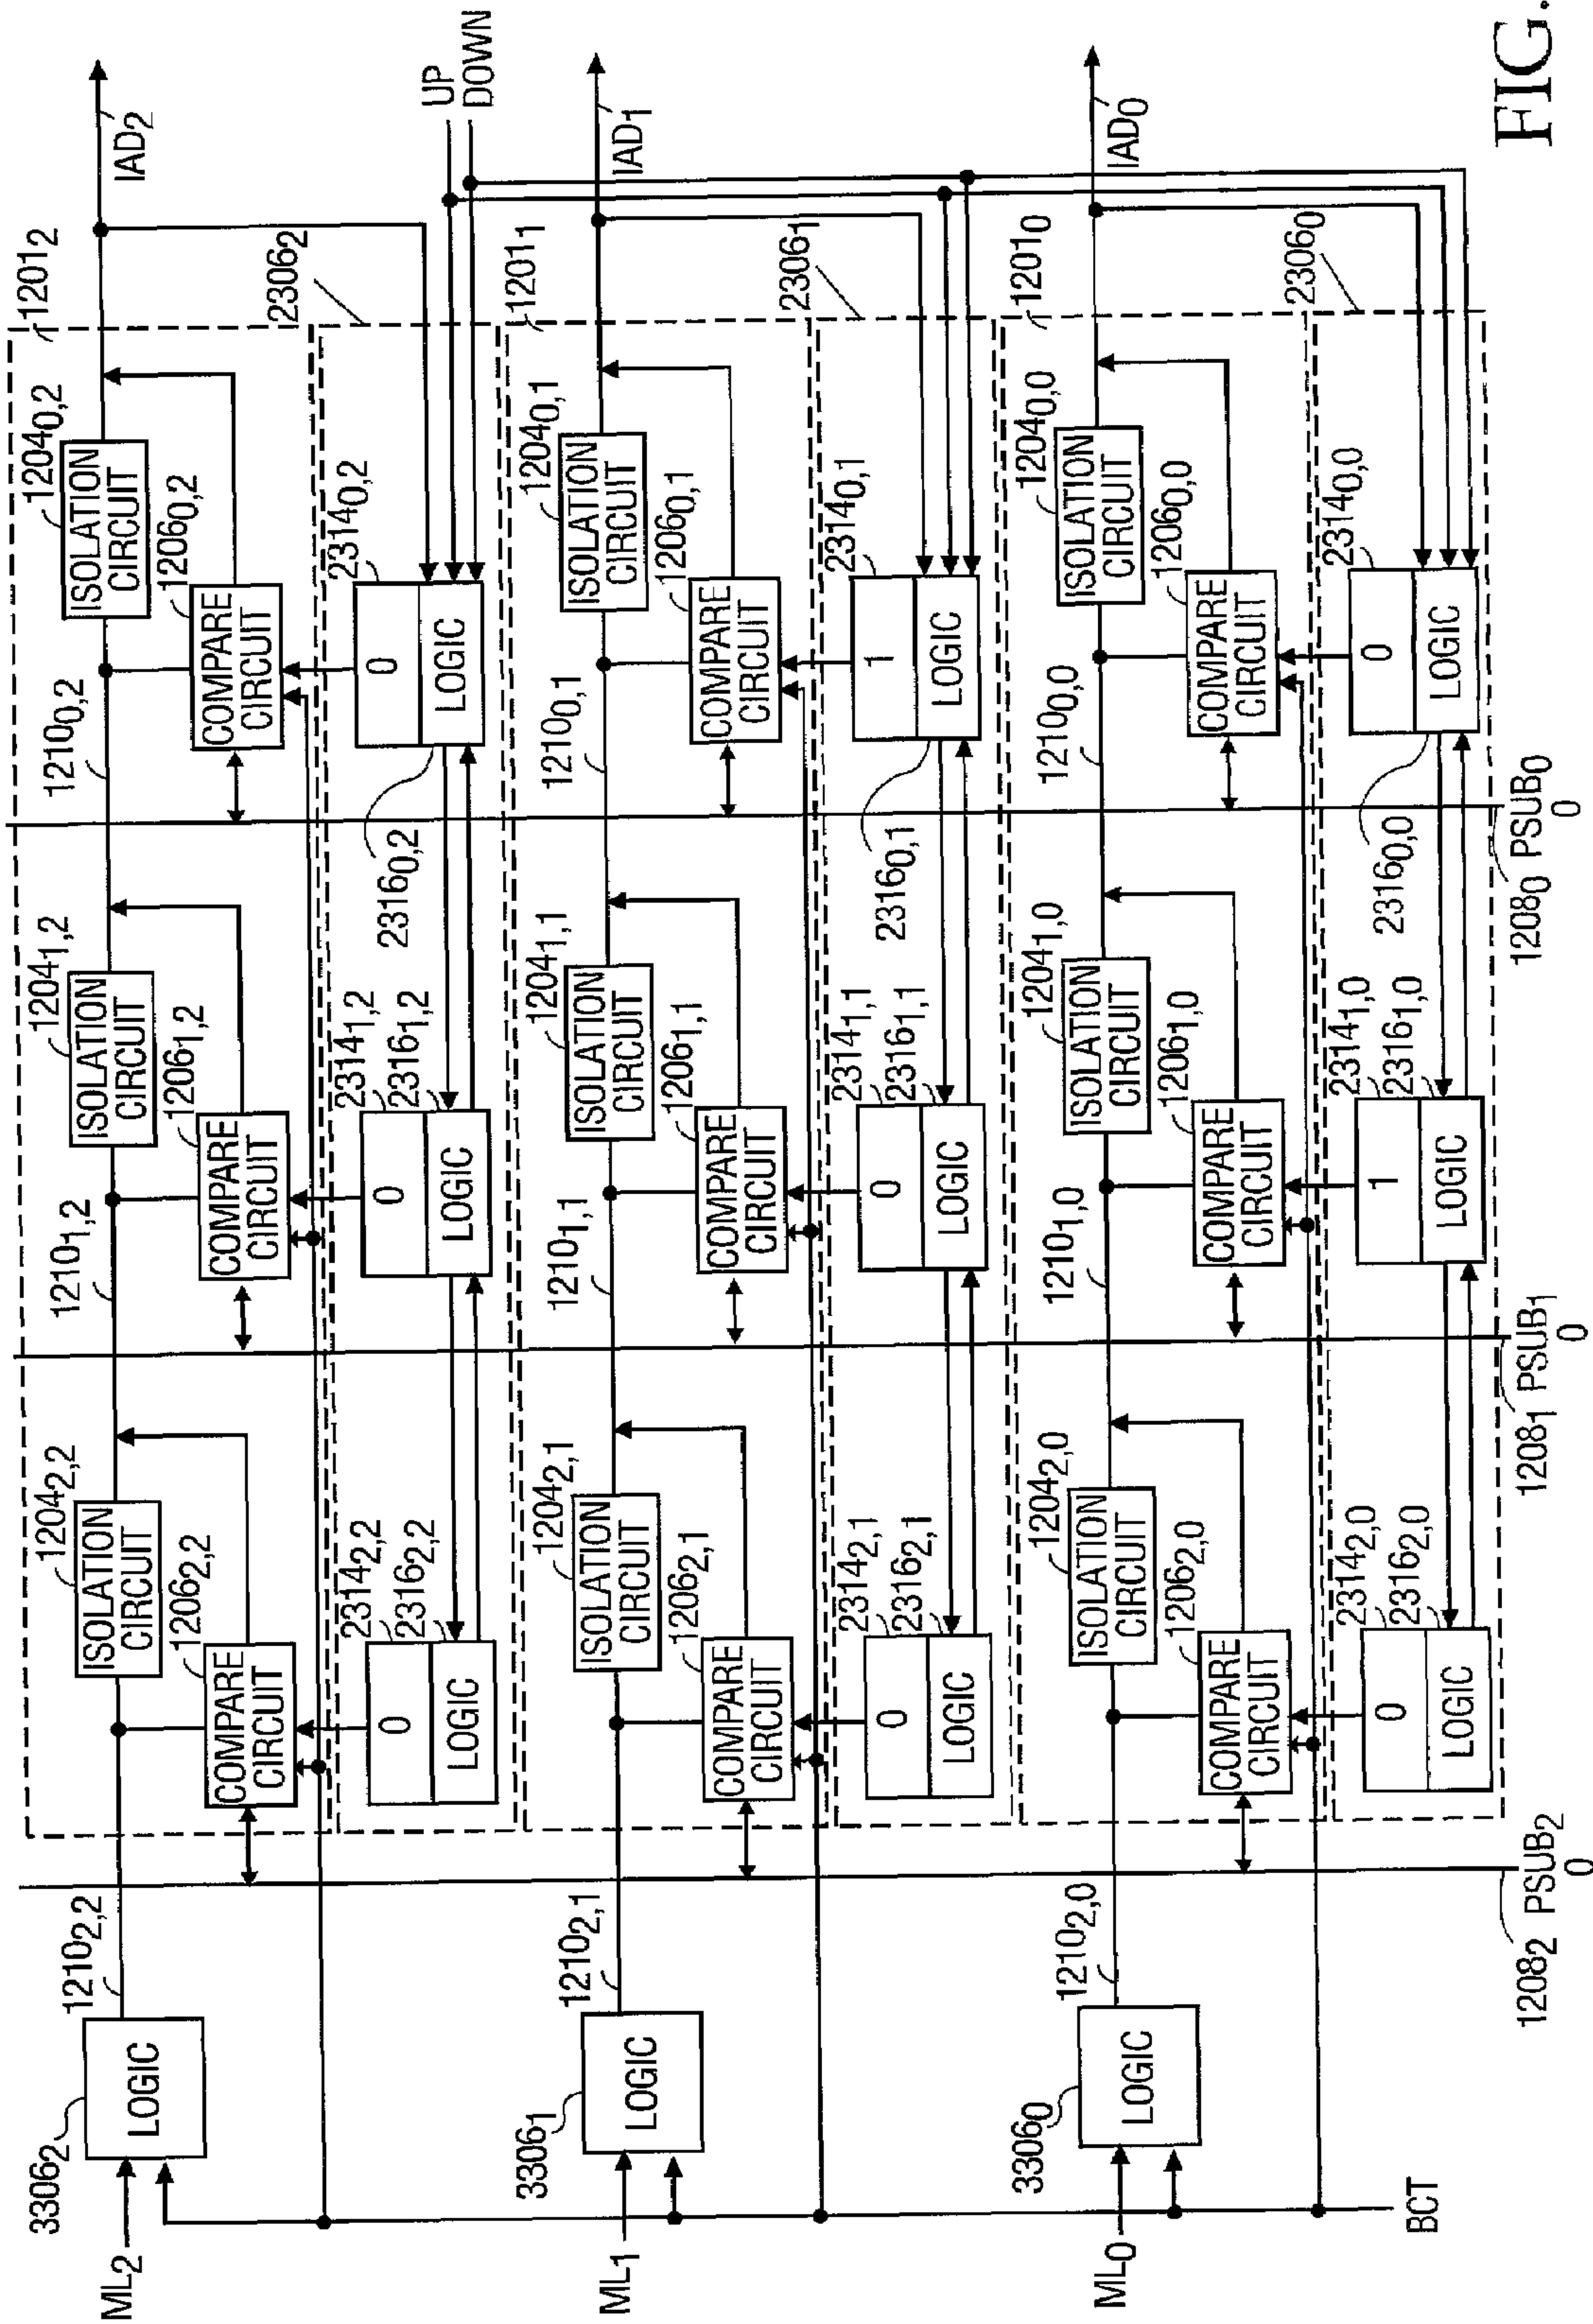 FIG.
IAD2
UP
DOWN
IAD1
IAD0
12012
23062
12011
23061
12010
23060
33062
LOGIC
ML2
12102,2
ISOLATION
CIRCUIT
12042,2
COMPARE
CIRCUIT
12062,2
0
LOGIC
23142,2
23162,2
12101,2
ISOLATION
CIRCUIT
12041,2
COMPARE
CIRCUIT
12061,2
0
LOGIC
23141,2
23161,2
12100,2
ISOLATION
CIRCUIT
12040,2
COMPARE
CIRCUIT
12060,2
0
LOGIC
23140,2
23160,2
33061
LOGIC
ML1
12102,1
ISOLATION
CIRCUIT
12042,1
COMPARE
CIRCUIT
12062,1
0
LOGIC
23142,1
23162,1
12101,1
ISOLATION
CIRCUIT
12041,1
COMPARE
CIRCUIT
12061,1
0
LOGIC
23141,1
23161,1
12100,1
ISOLATION
CIRCUIT
12040,1
COMPARE
CIRCUIT
12060,1
1
LOGIC
23140,1
23160,1
33060
LOGIC
ML0
12102,0
ISOLATION
CIRCUIT
12042,0
COMPARE
CIRCUIT
12062,0
0
LOGIC
23142,0
23162,0
12101,0
ISOLATION
CIRCUIT
12041,0
COMPARE
CIRCUIT
12061,0
1
LOGIC
23141,0
23161,0
12100,0
ISOLATION
CIRCUIT
12040,0
COMPARE
CIRCUIT
12060,0
0
LOGIC
23140,0
23160,0
BCT
12082 PSUB2
0
12081 PSUB1
0
12080 PSUB0
0